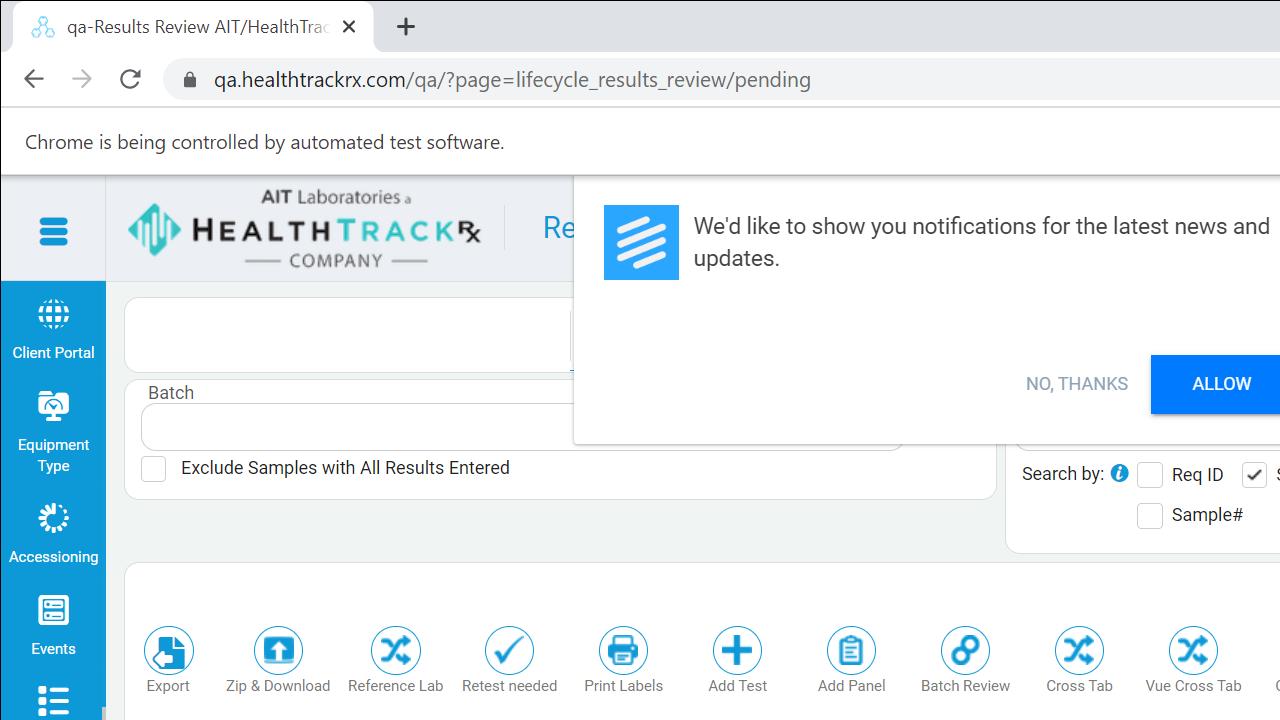 qa-Results Review AIT/HealthTrac
qa.healthtrackrx.com/qa/?page=lifecycle_results_review/pending
Chrome is being controlled by automated test software.
AIT Laboratories a
HEALTHTRACKRx
COMPANY
Re
We'd like to show you notifications for the latest news and
updates.
NO, THANKS
ALLOW
Client Portal
Equipment
Type
Accessioning
Events
Batch
Exclude Samples with All Results Entered
Search by:
Req ID
Sample#
Export
Zip & Download
Reference Lab
Retest needed
Print Labels
Add Test
Add Panel
Batch Review
Cross Tab
Vue Cross Tab